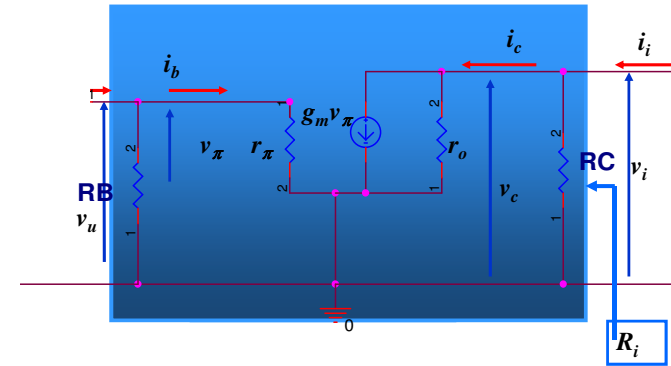 i_b
i_c
i_i
1
1
g_m v_π
2
2
2
v_π
r_π
r_o
RC
v_i
RB
2
1
v_c
v_u
1
1
0
R_i